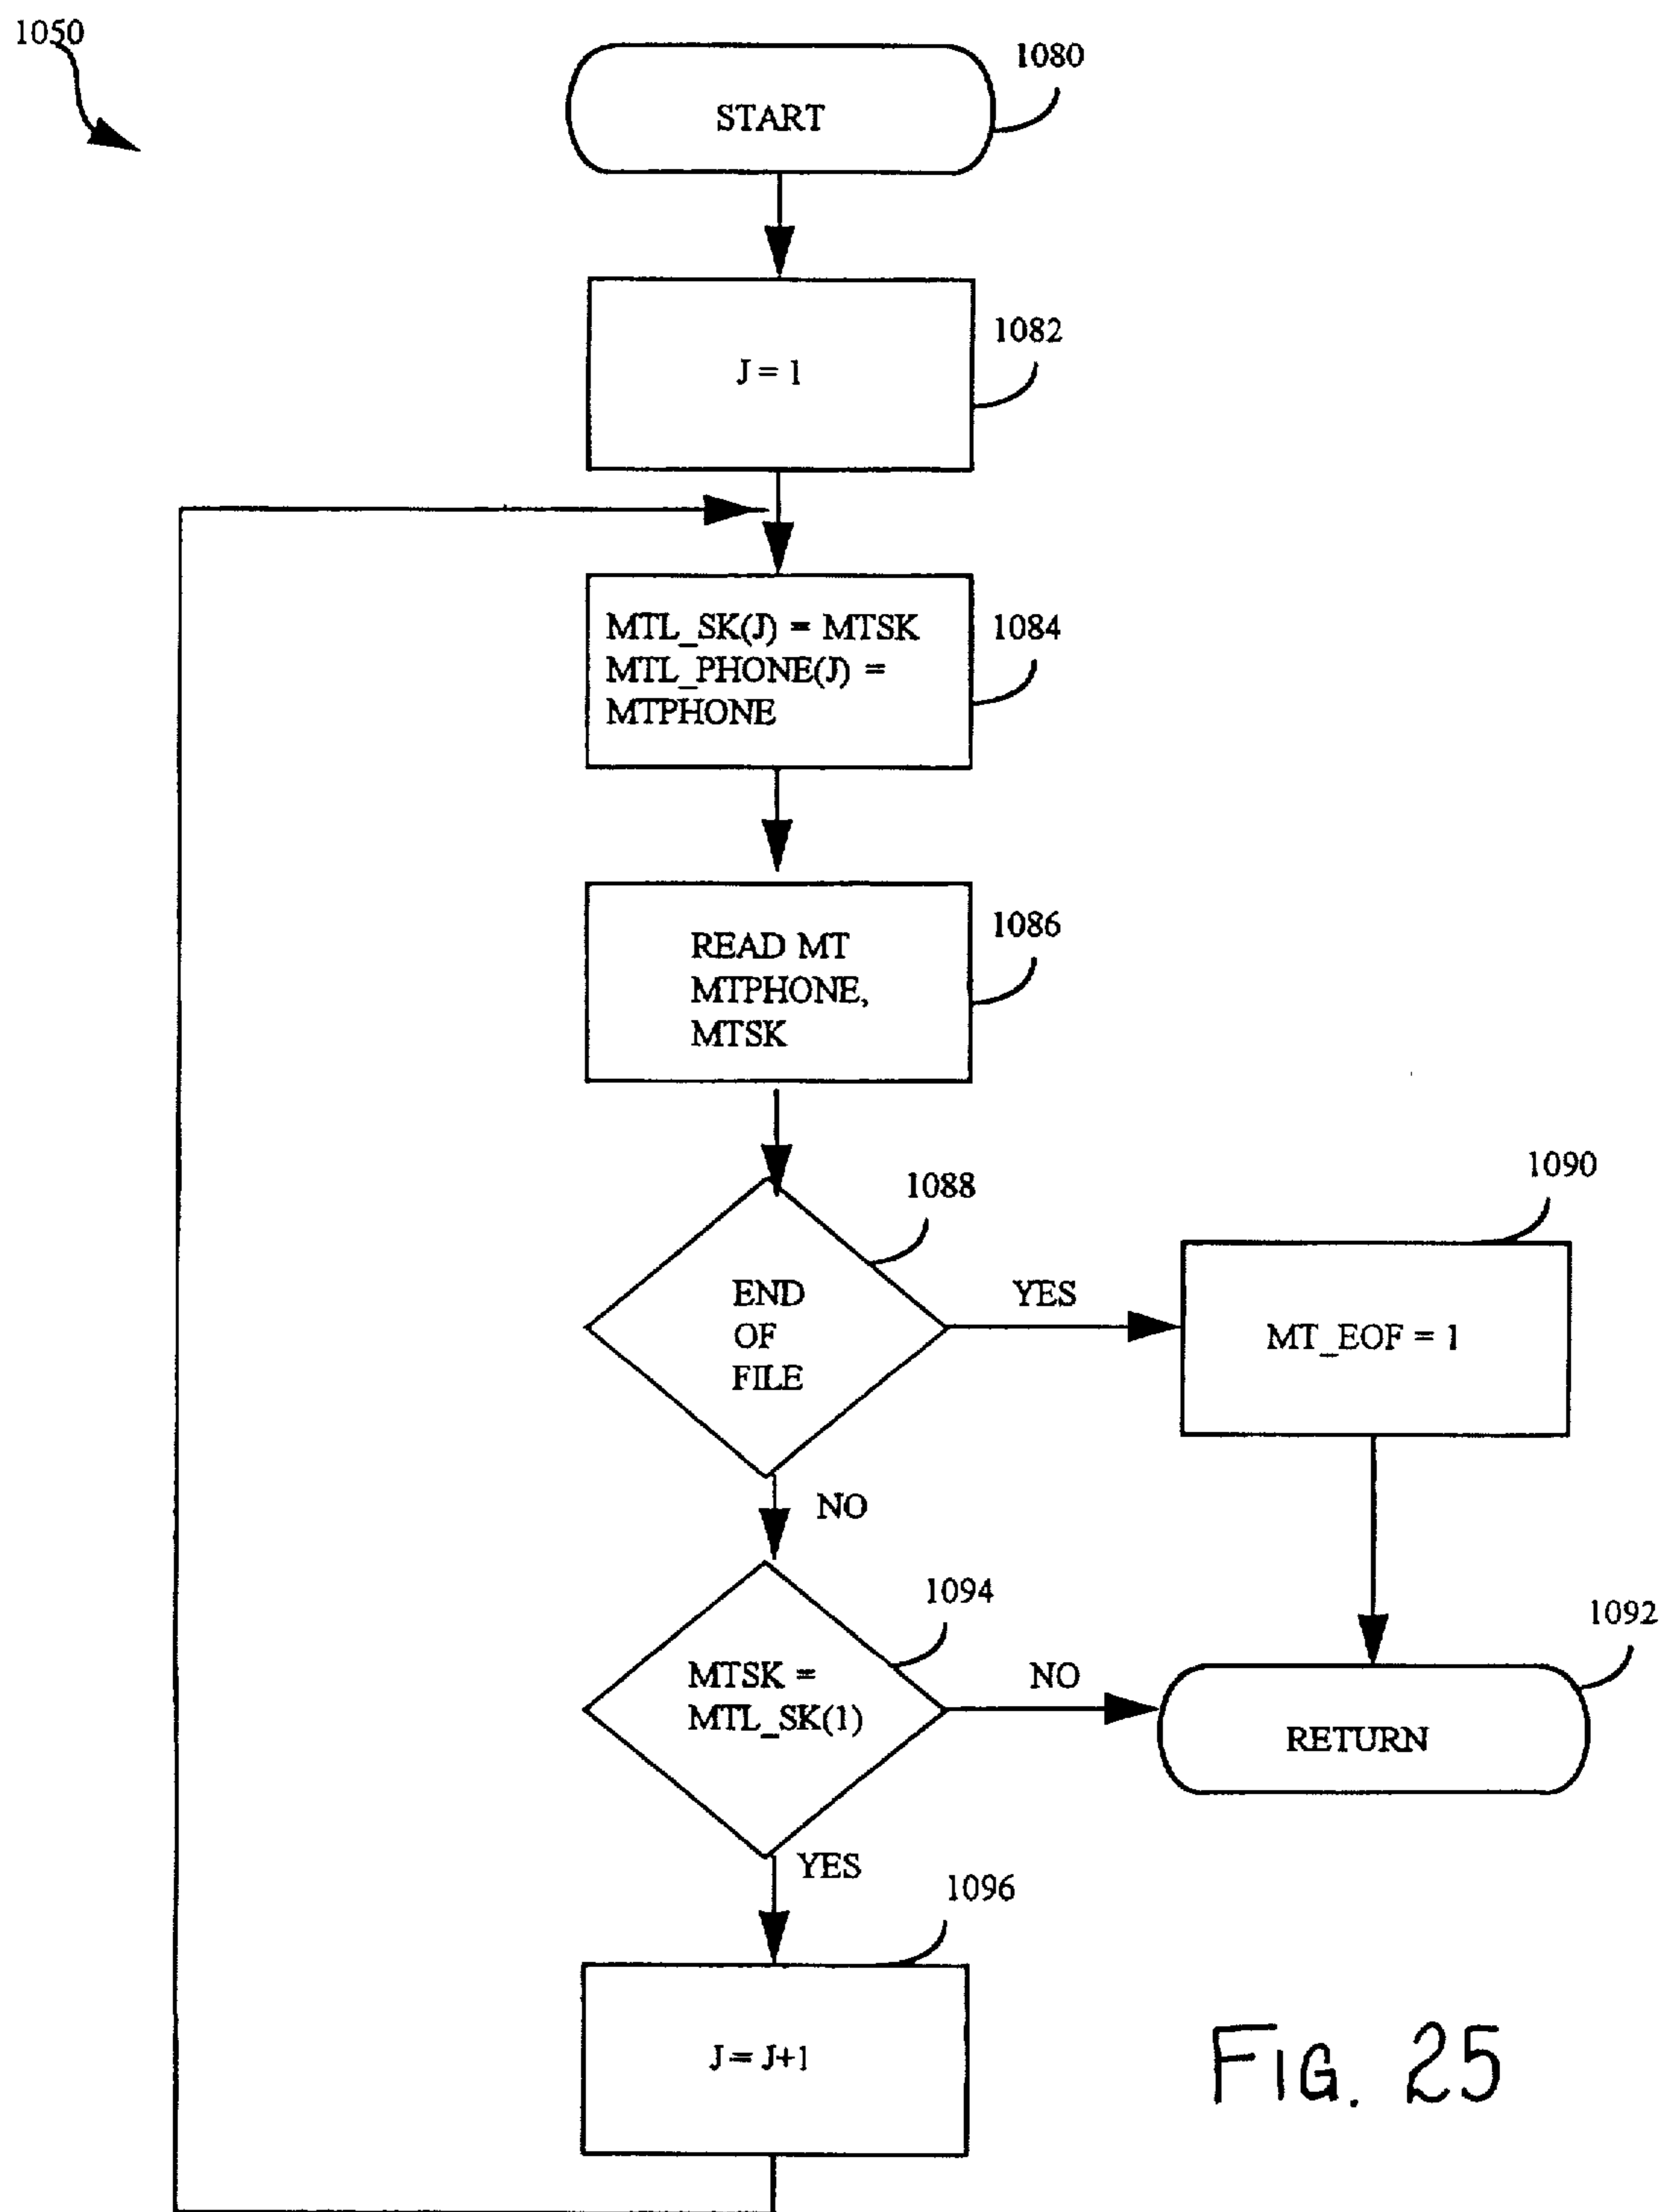 1050
1080
START
1082
J = 1
MTL_SK(J) = MTSK
MTL_PHONE(J) =
MTPHONE
1084
1086
READ MT
MTPHONE,
MTSK
1088
END
OF
FILE
YES
1090
MT_EOF = 1
NO
1094
MTSK =
MTL_SK(1)
NO
1092
RETURN
YES
1096
J = J+1
FIG. 25